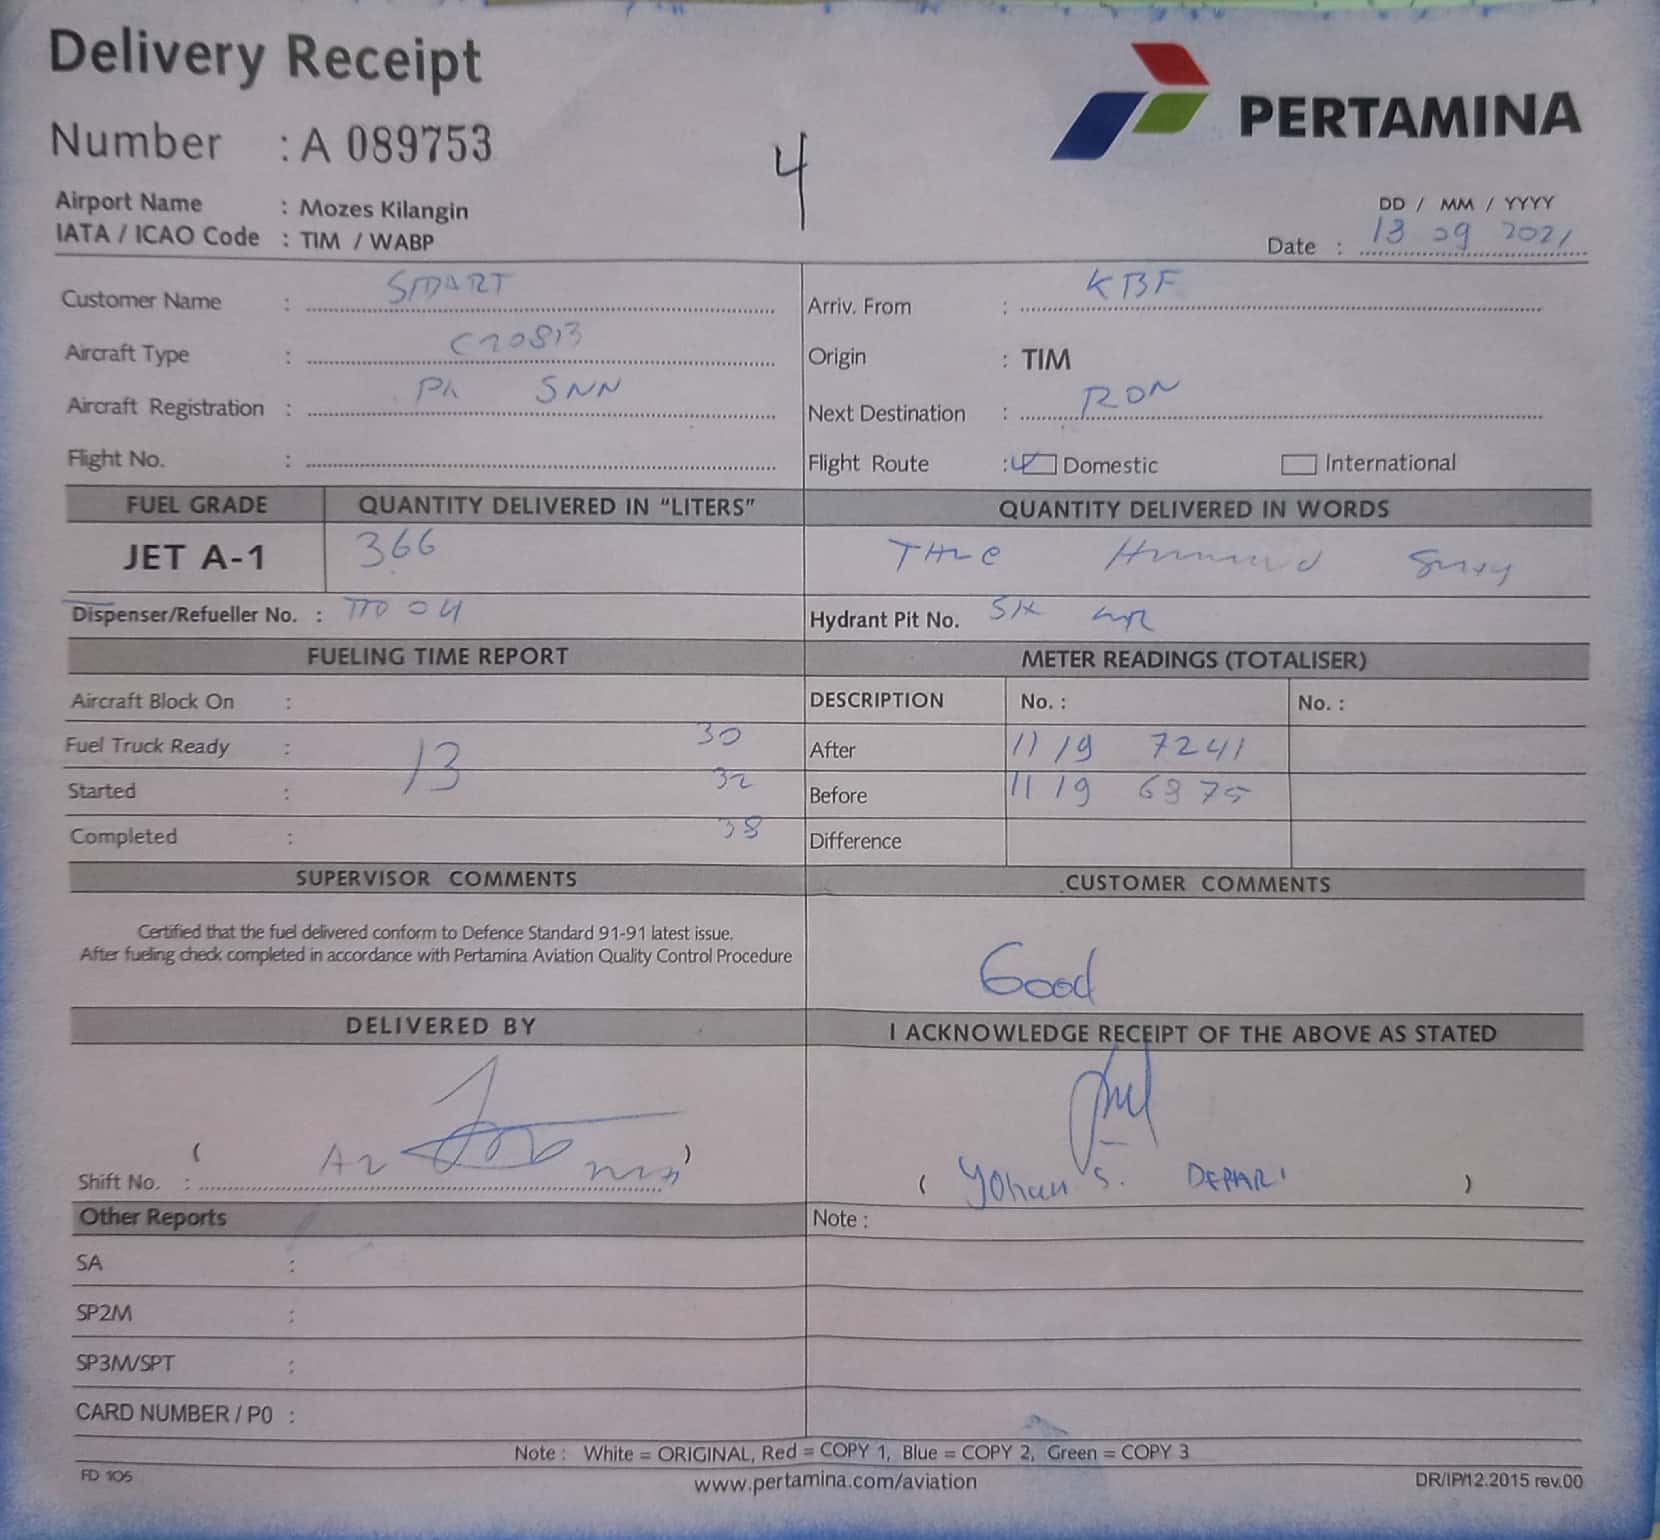 Delivery Receipt
PERTAMINA
Number : A 089753
4
Airport Name : Mozes Kilangin
IATA / ICAO Code : TIM / WABP
DD / MM / YYYY
Date : 13 09 2021
Customer Name : SMART
Arriv. From : KBF
Aircraft Type : C208B
Origin : TIM
Aircraft Registration : PK SNN
Next Destination : RON
Flight No. :
Flight Route : Domestic International
FUEL GRADE QUANTITY DELIVERED IN “LITERS” QUANTITY DELIVERED IN WORDS
JET A-1 366
Dispenser/Refueller No. : 04
Hydrant Pit No.
FUELING TIME REPORT METER READINGS (TOTALISER)
Aircraft Block On :
DESCRIPTION No. : No. :
Fuel Truck Ready : 13 30
After 1119 7241
Started : 32
Before 1119 6875
Completed : 38
Difference
SUPERVISOR COMMENTS CUSTOMER COMMENTS
Certified that the fuel delivered conform to Defence Standard 91-91 latest issue.
After fueling check completed in accordance with Pertamina Aviation Quality Control Procedure
Good
DELIVERED BY I ACKNOWLEDGE RECEIPT OF THE ABOVE AS STATED
( )
Shift No. :
( Yohan S. DEPARI )
Other Reports Note :
SA :
SP2M :
SP3M/SPT :
CARD NUMBER / P0 :
Note : White = ORIGINAL, Red = COPY 1, Blue = COPY 2, Green = COPY 3
FD 105 www.pertamina.com/aviation DR/IP/12.2015 rev.00